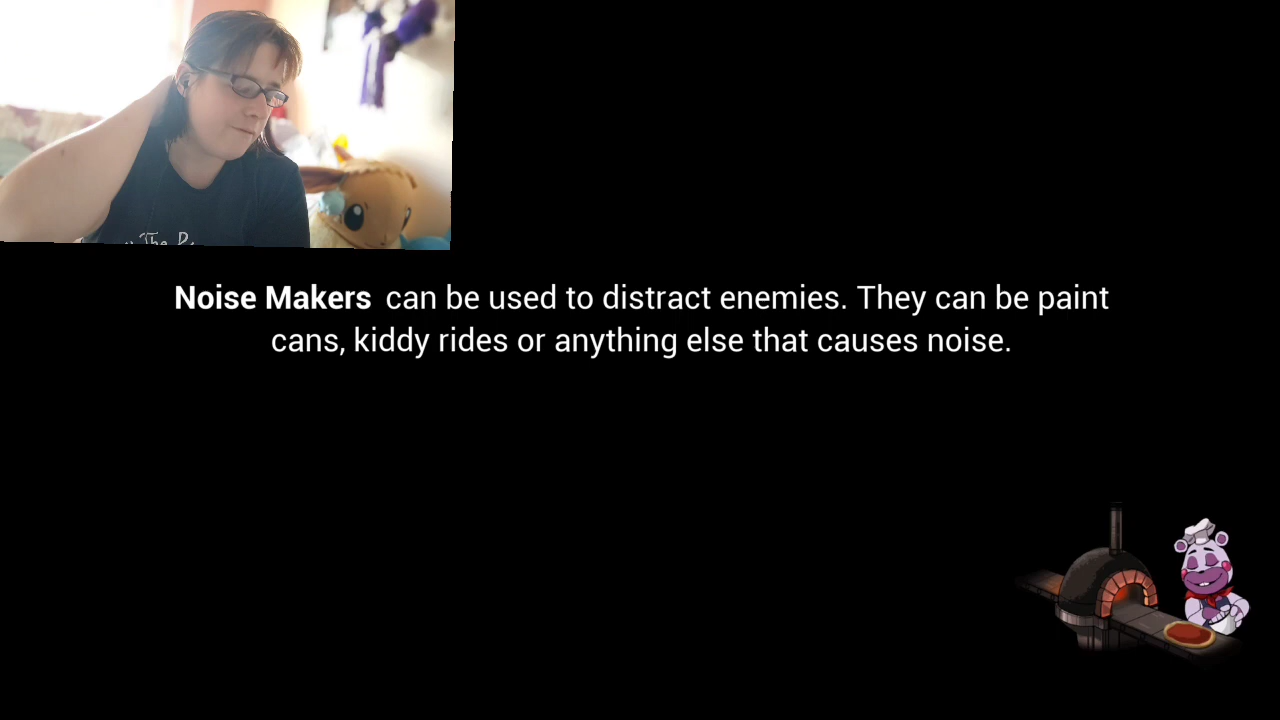 The
Noise Makers can be used to distract enemies. They can be paint
cans, kiddy rides or anything else that causes noise.